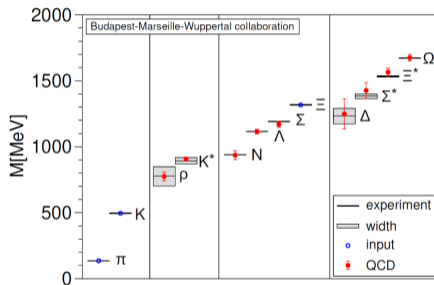 Budapest-Marseille-Wuppertal collaboration
2000
1500
1000
500
0
M[MeV]
π
K
ρ
K*
N
Λ
Σ
Ξ
Δ
Σ*
Ξ*
Ω
experiment
width
input
QCD